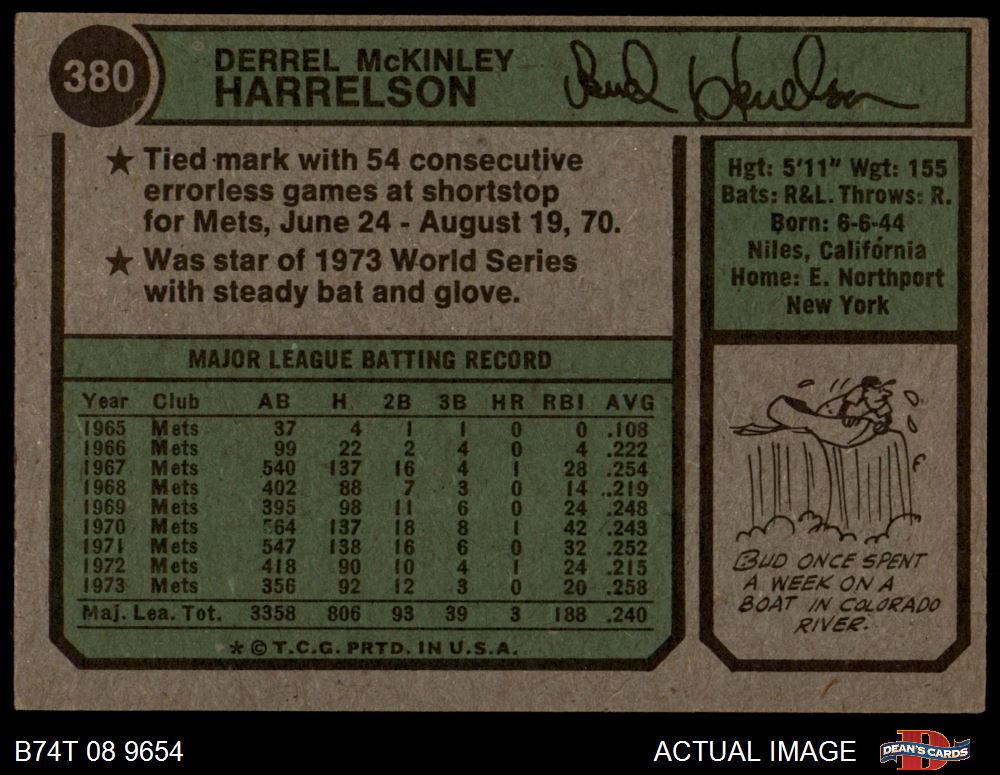 380
DERREL McKINLEY
HARRELSON
Bud Harrelson
★ Tied mark with 54 consecutive
errorless games at shortstop
for Mets, June 24 - August 19, 70.
★ Was star of 1973 World Series
with steady bat and glove.
Hgt: 5'11" Wgt: 155
Bats: R&L. Throws: R.
Born: 6-6-44
Niles, California
Home: E. Northport
New York
MAJOR LEAGUE BATTING RECORD
Year Club AB H 2B 3B HR RBI AVG
1965 Mets 37 4 1 1 0 0 .108
1966 Mets 99 22 2 4 0 4 .222
1967 Mets 540 137 16 4 1 28 .254
1968 Mets 402 88 7 3 0 14 .219
1969 Mets 395 98 11 6 0 24 .248
1970 Mets 564 137 18 8 1 42 .243
1971 Mets 547 138 16 6 0 32 .252
1972 Mets 418 90 10 4 1 24 .215
1973 Mets 356 92 12 3 0 20 .258
Maj. Lea. Tot. 3358 806 93 39 3 188 .240
* © T.C.G. PRTD. IN U.S.A.
BUD ONCE SPENT
A WEEK ON A
BOAT IN COLORADO
RIVER.
B74T 08 9654
ACTUAL IMAGE
D
DEAN'S CARDS